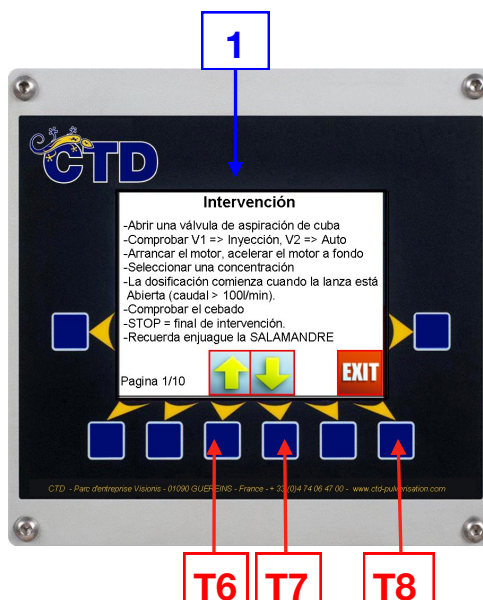 1
CTD
Intervención
-Abrir una válvula de aspiración de cuba
-Comprobar V1 => Inyección, V2 => Auto
-Arrancar el motor, acelerar el motor a fondo
-Seleccionar una concentración
-La dosificación comienza cuando la lanza está
Abierta (caudal > 100l/min).
-Comprobar el cebado
-STOP = final de intervención.
-Recuerda enjuague la SALAMANDRE
Pagina 1/10
EXIT
CTD - Parc d'entreprise Visionis - 01090 GUEREINS - France - + 33 (0)4 74 06 47 00 - www.ctd-pulverisation.com
T6 T7 T8